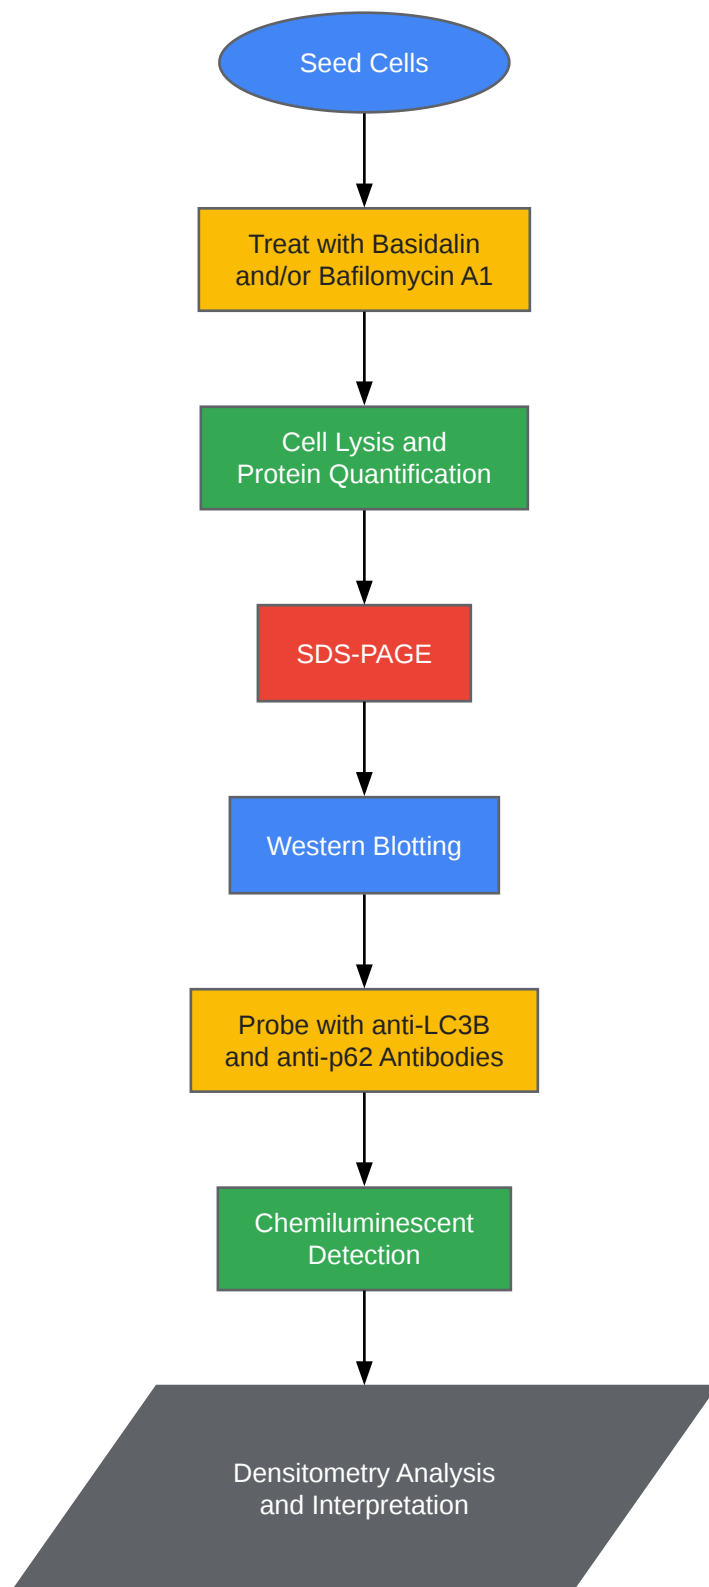 Seed Cells
Treat with Basidalin
and/or Bafilomycin A1
Cell Lysis and
Protein Quantification
SDS-PAGE
Western Blotting
Probe with anti-LC3B
and anti-p62 Antibodies
Chemiluminescent
Detection
Densitometry Analysis
and Interpretation